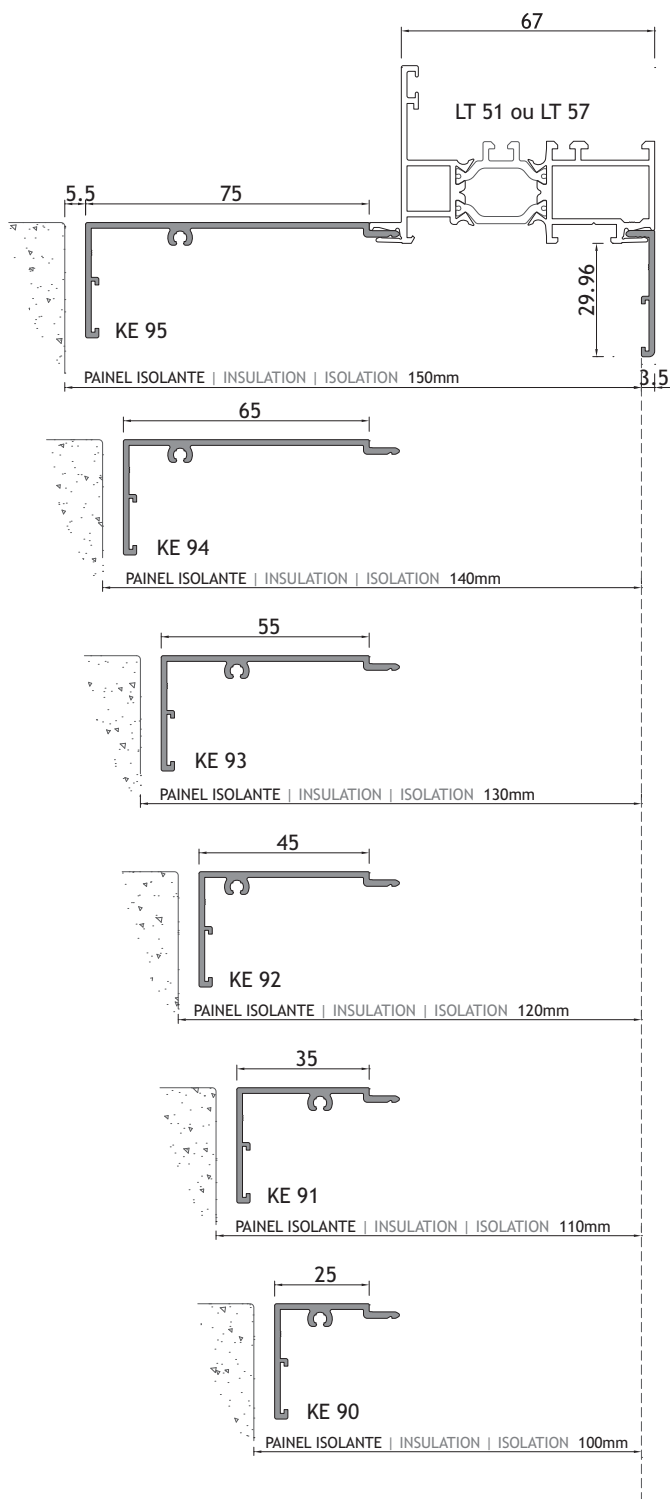 67
LT 51 ou LT 57
5.5
75
29.96
KE 95
3.5
PAINEL ISOLANTE | INSULATION | ISOLATION 150mm
65
KE 94
PAINEL ISOLANTE | INSULATION | ISOLATION 140mm
55
KE 93
PAINEL ISOLANTE | INSULATION | ISOLATION 130mm
45
KE 92
PAINEL ISOLANTE | INSULATION | ISOLATION 120mm
35
KE 91
PAINEL ISOLANTE | INSULATION | ISOLATION 110mm
25
KE 90
PAINEL ISOLANTE | INSULATION | ISOLATION 100mm